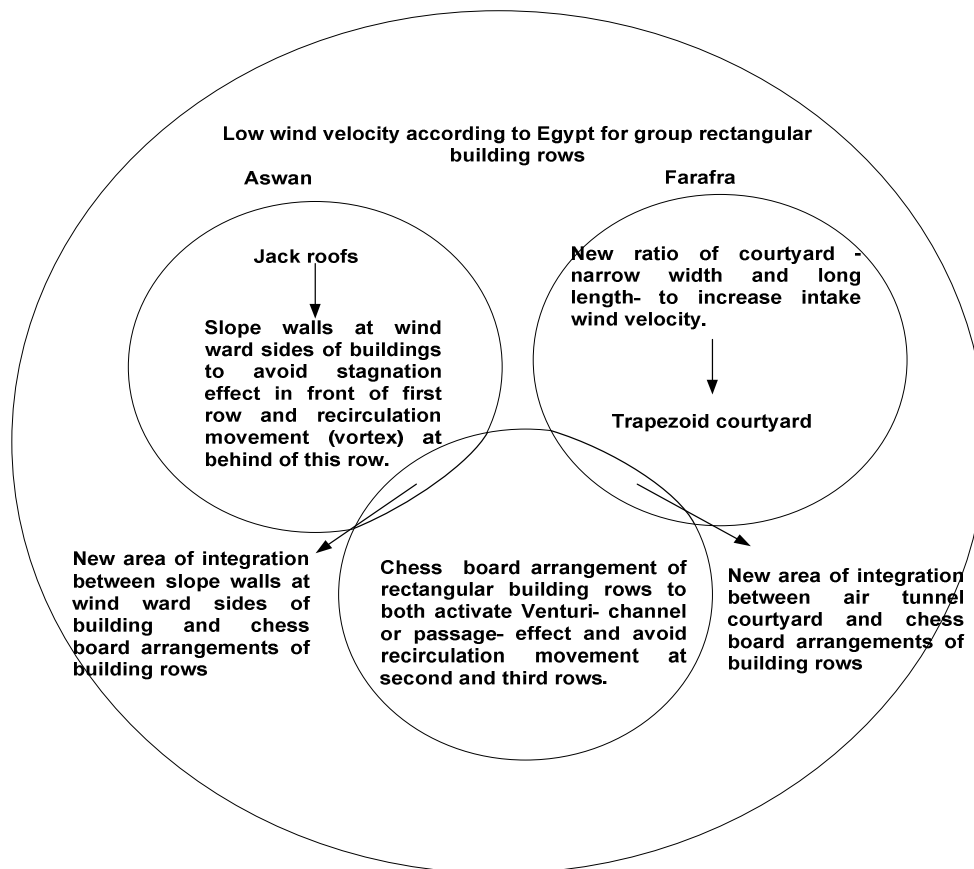 Low wind velocity according to Egypt for group rectangular
building rows
Aswan
Farafra
Jack roofs
Slope walls at wind
ward sides of buildings
to avoid stagnation
effect in front of first
row and recirculation
movement (vortex) at
behind of this row.
New ratio of courtyard -
narrow width and long
length- to increase intake
wind velocity.
Trapezoid courtyard
New area of integration
between slope walls at
wind ward sides of
building and chess
board arrangements of
building rows
Chess board arrangement of
rectangular building rows to
both activate Venturi- channel
or passage- effect and avoid
recirculation movement at
second and third rows.
New area of integration
between air tunnel
courtyard and chess
board arrangements of
building rows